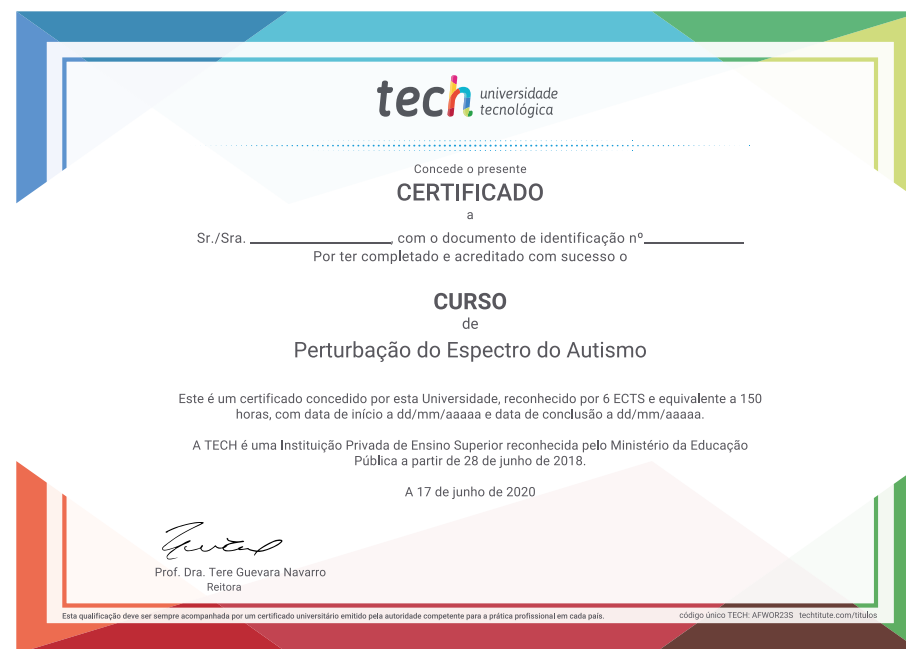 tech universidade
tecnológica
Concede o presente
CERTIFICADO
a
Sr./Sra. ____________________, com o documento de identificação nº______________
Por ter completado e acreditado com sucesso o
CURSO
de
Perturbação do Espectro do Autismo
Este é um certificado concedido por esta Universidade, reconhecido por 6 ECTS e equivalente a 150
horas, com data de início a dd/mm/aaaaa e data de conclusão a dd/mm/aaaaa.
A TECH é uma Instituição Privada de Ensino Superior reconhecida pelo Ministério da Educação
Pública a partir de 28 de junho de 2018.
A 17 de junho de 2020
Prof. Dra. Tere Guevara Navarro
Reitora
Esta qualificação deve ser sempre acompanhada por um certificado universitário emitido pela autoridade competente para a prática profissional em cada país.
código único TECH: AFWOR23S techtitute.com/titulos